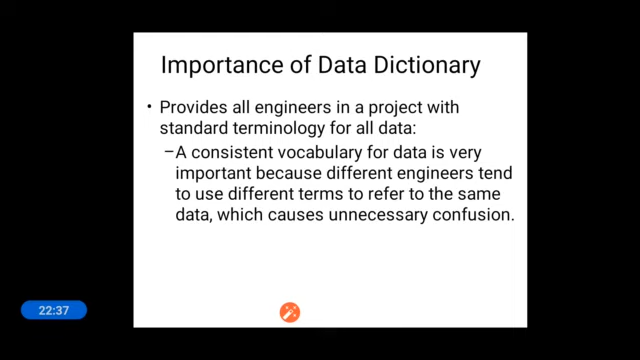 Importance of Data Dictionary
• Provides all engineers in a project with
standard terminology for all data:
–A consistent vocabulary for data is very
important because different engineers tend
to use different terms to refer to the same
data, which causes unnecessary confusion.
22:37